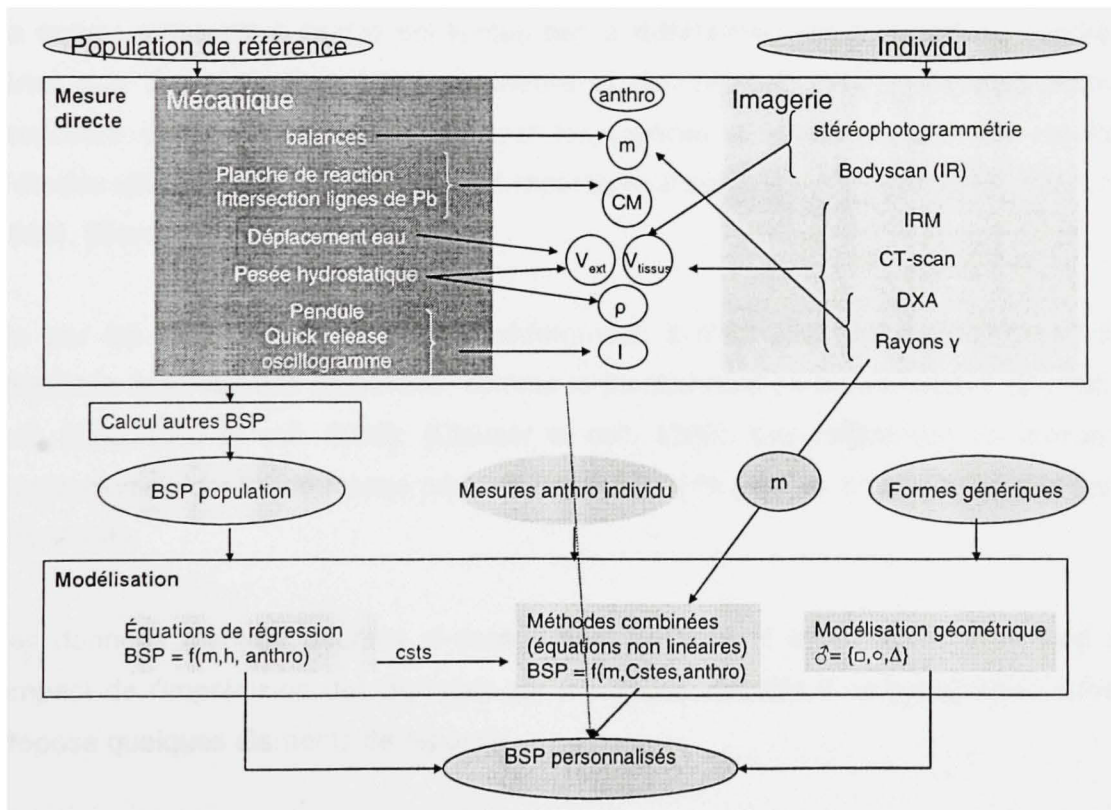 Population de référence
Individu
Mesure
directe
Mécanique
balances
Planche de reaction
Intersection lignes de Pb
Déplacement eau
Pesée hydrostatique
Pendule
Quick release
oscillogramme
anthro
m
CM
Vext
Vtissus
ρ
I
Imagerie
stéréophotogrammétrie
Bodyscan (IR)
IRM
CT-scan
DXA
Rayons γ
Calcul autres BSP
BSP population
Mesures anthro individu
m
Formes génériques
Modélisation
Équations de régression
BSP = f(m,h, anthro)
csts
Méthodes combinées
(équations non linéaires)
BSP = f(m,Cstes,anthro)
Modélisation géométrique
♂= {□,○,Δ}
BSP personnalisés